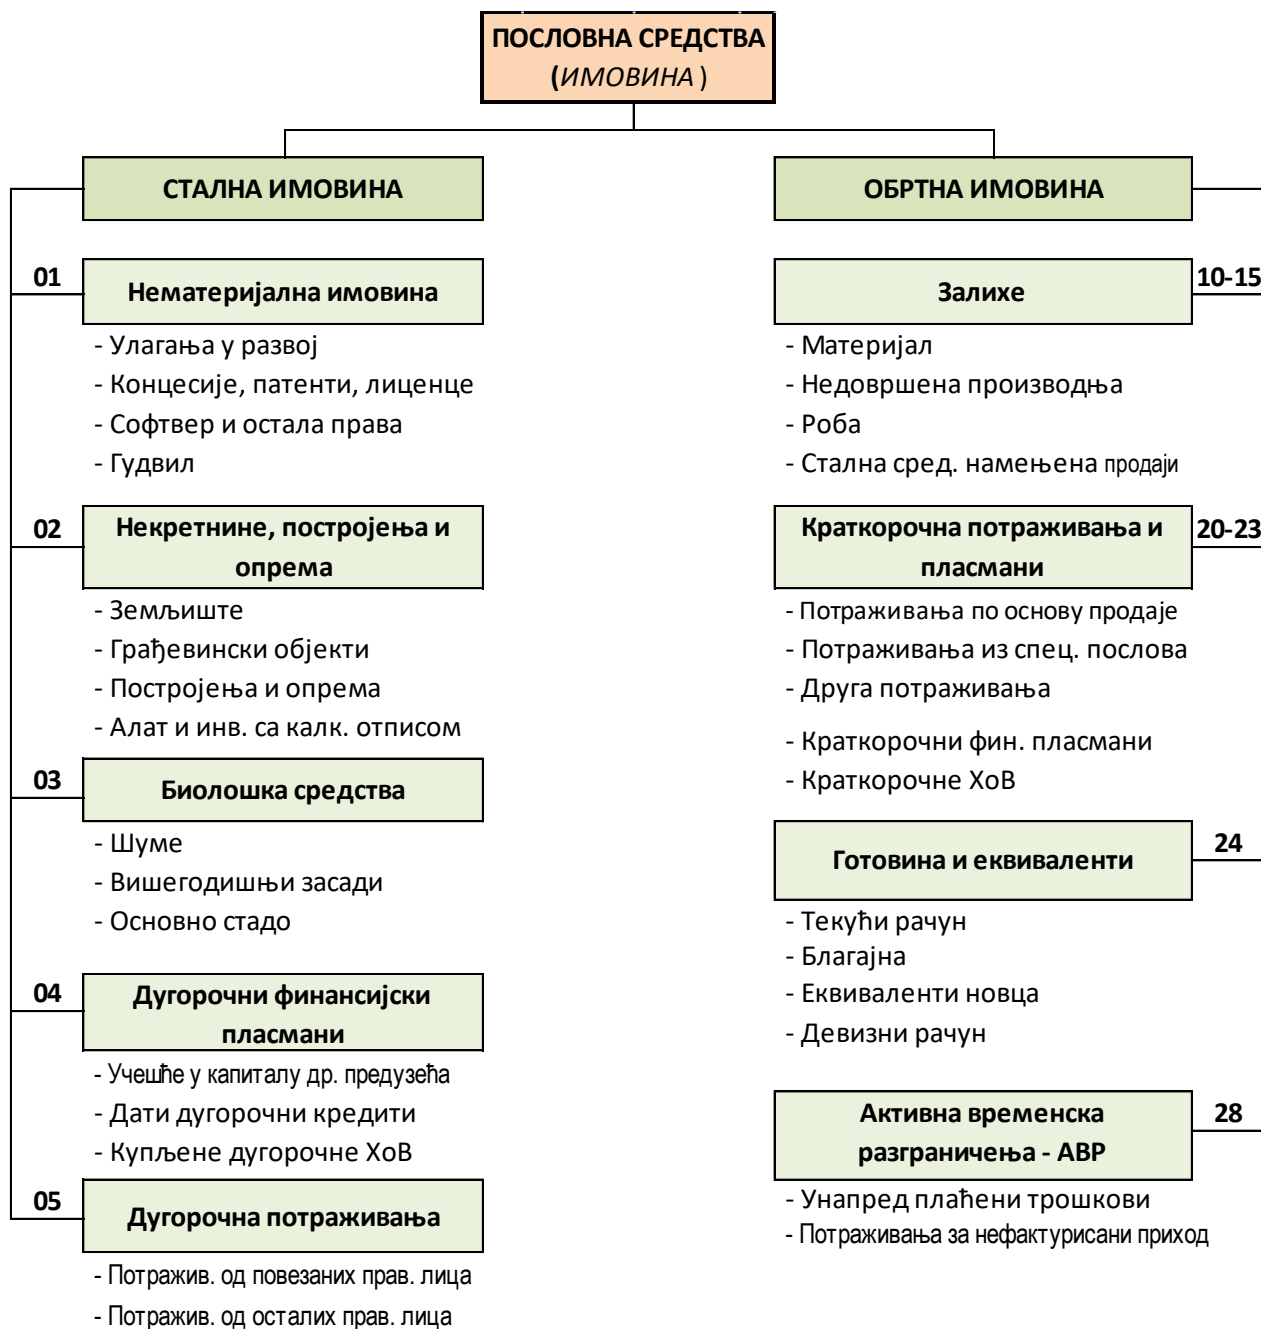 ПОСЛОВНА СРЕДСТВА
(ИМОВИНА )
СТАЛНА ИМОВИНА
01
Нематеријална имовина
- Улагања у развој
- Концесије, патенти, лиценце
- Софтвер и остала права
- Гудвил
02
Некретнине, постројења и
опрема
- Земљиште
- Грађевински објекти
- Постројења и опрема
- Алат и инв. са калк. отписом
03
Биолошка средства
- Шуме
- Вишегодишњи засади
- Основно стадо
04
Дугорочни финансијски
пласмани
- Учешће у капиталу др. предузећа
- Дати дугорочни кредити
- Купљене дугорочне ХоВ
05
Дугорочна потраживања
- Потражив. од повезаних прав. лица
- Потражив. од осталих прав. лица
ОБРТНА ИМОВИНА
Залихе
10-15
- Материјал
- Недовршена производња
- Роба
- Стална сред. намењена продаји
Краткорочна потраживања и
пласмани
20-23
- Потраживања по основу продаје
- Потраживања из спец. послова
- Друга потраживања
- Краткорочни фин. пласмани
- Краткорочне ХоВ
Готовина и еквиваленти
24
- Текући рачун
- Благајна
- Еквиваленти новца
- Девизни рачун
Активна временска
разграничења - АВР
28
- Унапред плаћени трошкови
- Потраживања за нефактурисани приход